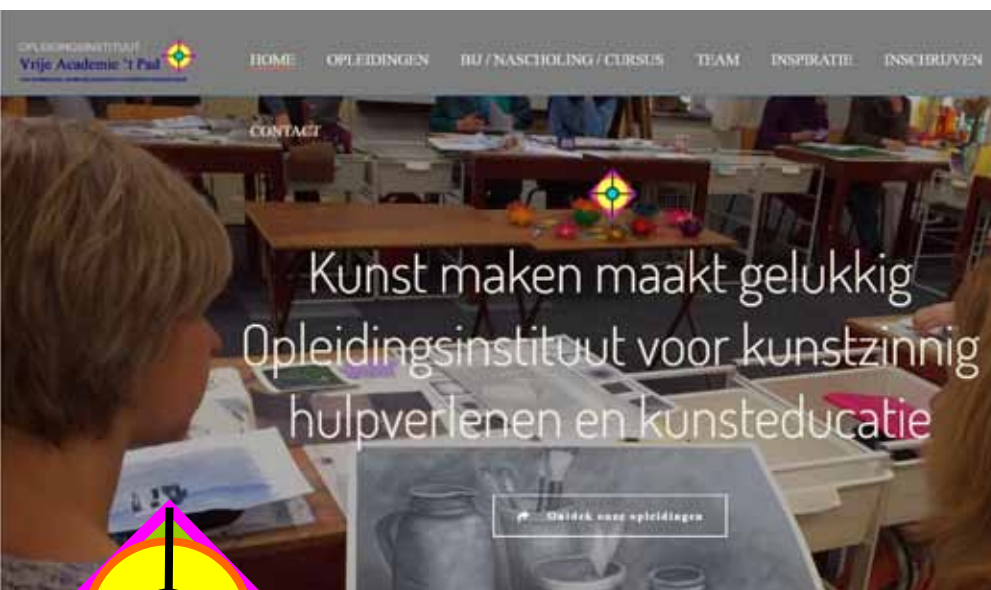 OPLEIDINGSINSTITUUT
Vrije Academie 't Pad
HOME OPLEIDINGEN BIJ / NASCHOLING / CURSUS TEAM INSPIRATIE INSCHRIJVEN
CONTACT
Kunst maken maakt gelukkig
Opleidingsinstituut voor kunstzinnig
hulpverlenen en kunsteducatie
Ontdek onze opleidingen